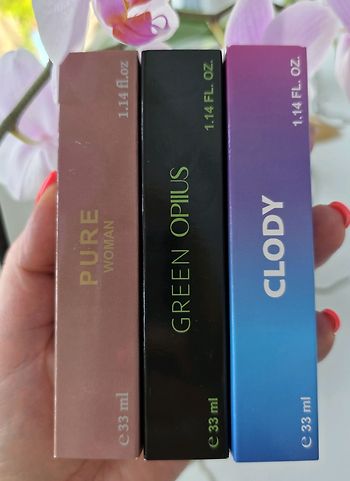 PURE
WOMAN
1.14 fl.oz
℮ 33 ml
GREEN OPIIUS
1.14 FL. OZ.
℮ 33 ml
CLODY
1.14 FL. OZ.
℮ 33 ml